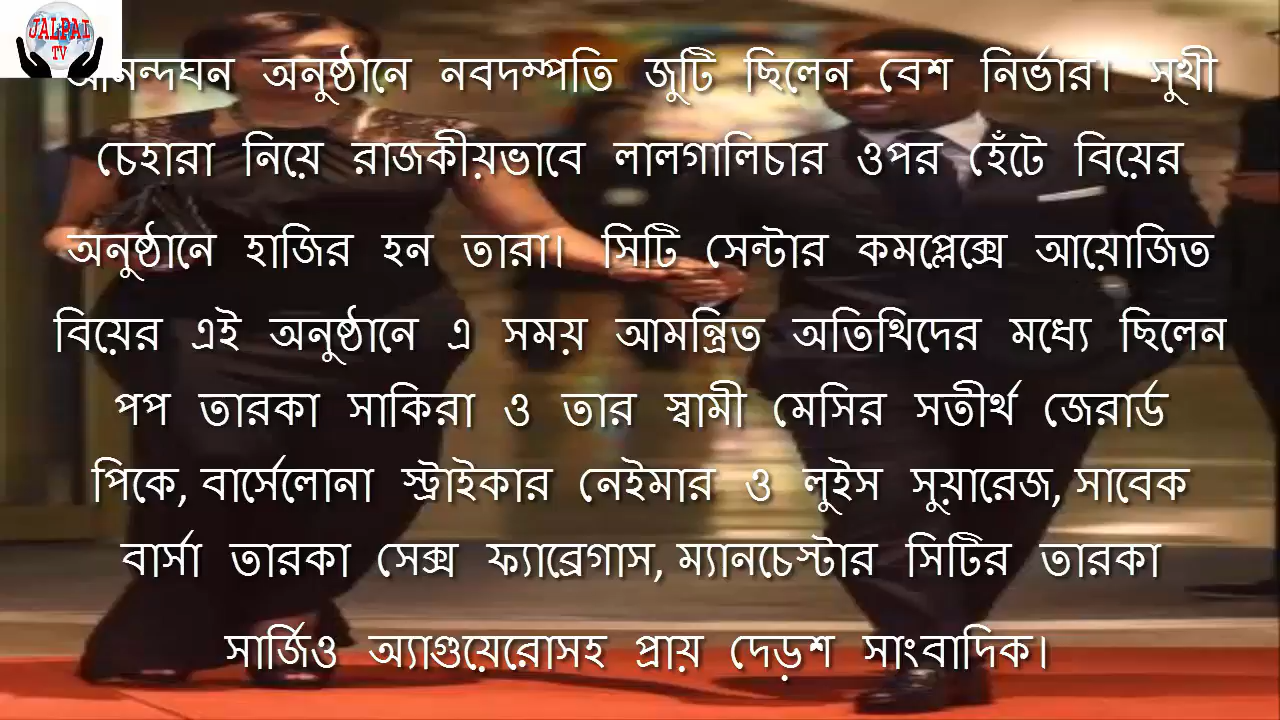 JALPAI
TV
আনন্দঘন অনুষ্ঠানে নবদম্পতি জুটি ছিলেন বেশ নির্ভার। সুখী
চেহারা নিয়ে রাজকীয়ভাবে লালগালিচার ওপর হেঁটে বিয়ের
অনুষ্ঠানে হাজির হন তারা। সিটি সেন্টার কমপ্লেক্সে আয়োজিত
বিয়ের এই অনুষ্ঠানে এ সময় আমন্ত্রিত অতিথিদের মধ্যে ছিলেন
পপ তারকা সাকিরা ও তার স্বামী মেসির সতীর্থ জেরার্ড
পিকে, বার্সেলোনা স্ট্রাইকার নেইমার ও লুইস সুয়ারেজ, সাবেক
বার্সা তারকা সেক্স ফ্যাব্রেগাস, ম্যানচেস্টার সিটির তারকা
সার্জিও অ্যাগুয়েরোসহ প্রায় দেড়শ সাংবাদিক।